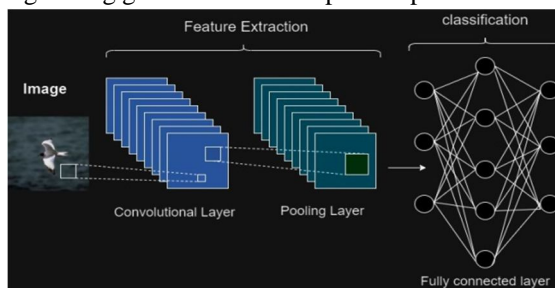 Feature Extraction
classification
Image
Convolutional Layer
Pooling Layer
Fully connected layer